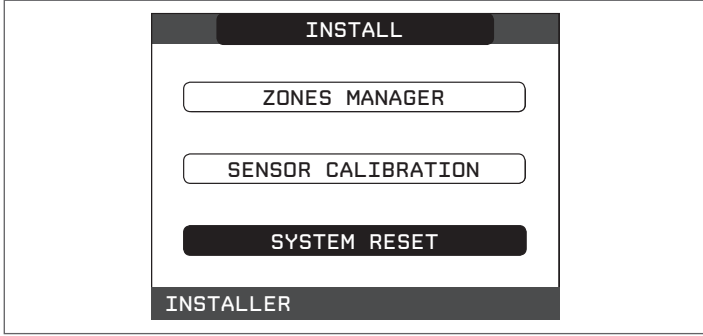 INSTALL
ZONES MANAGER
SENSOR CALIBRATION
SYSTEM RESET
INSTALLER